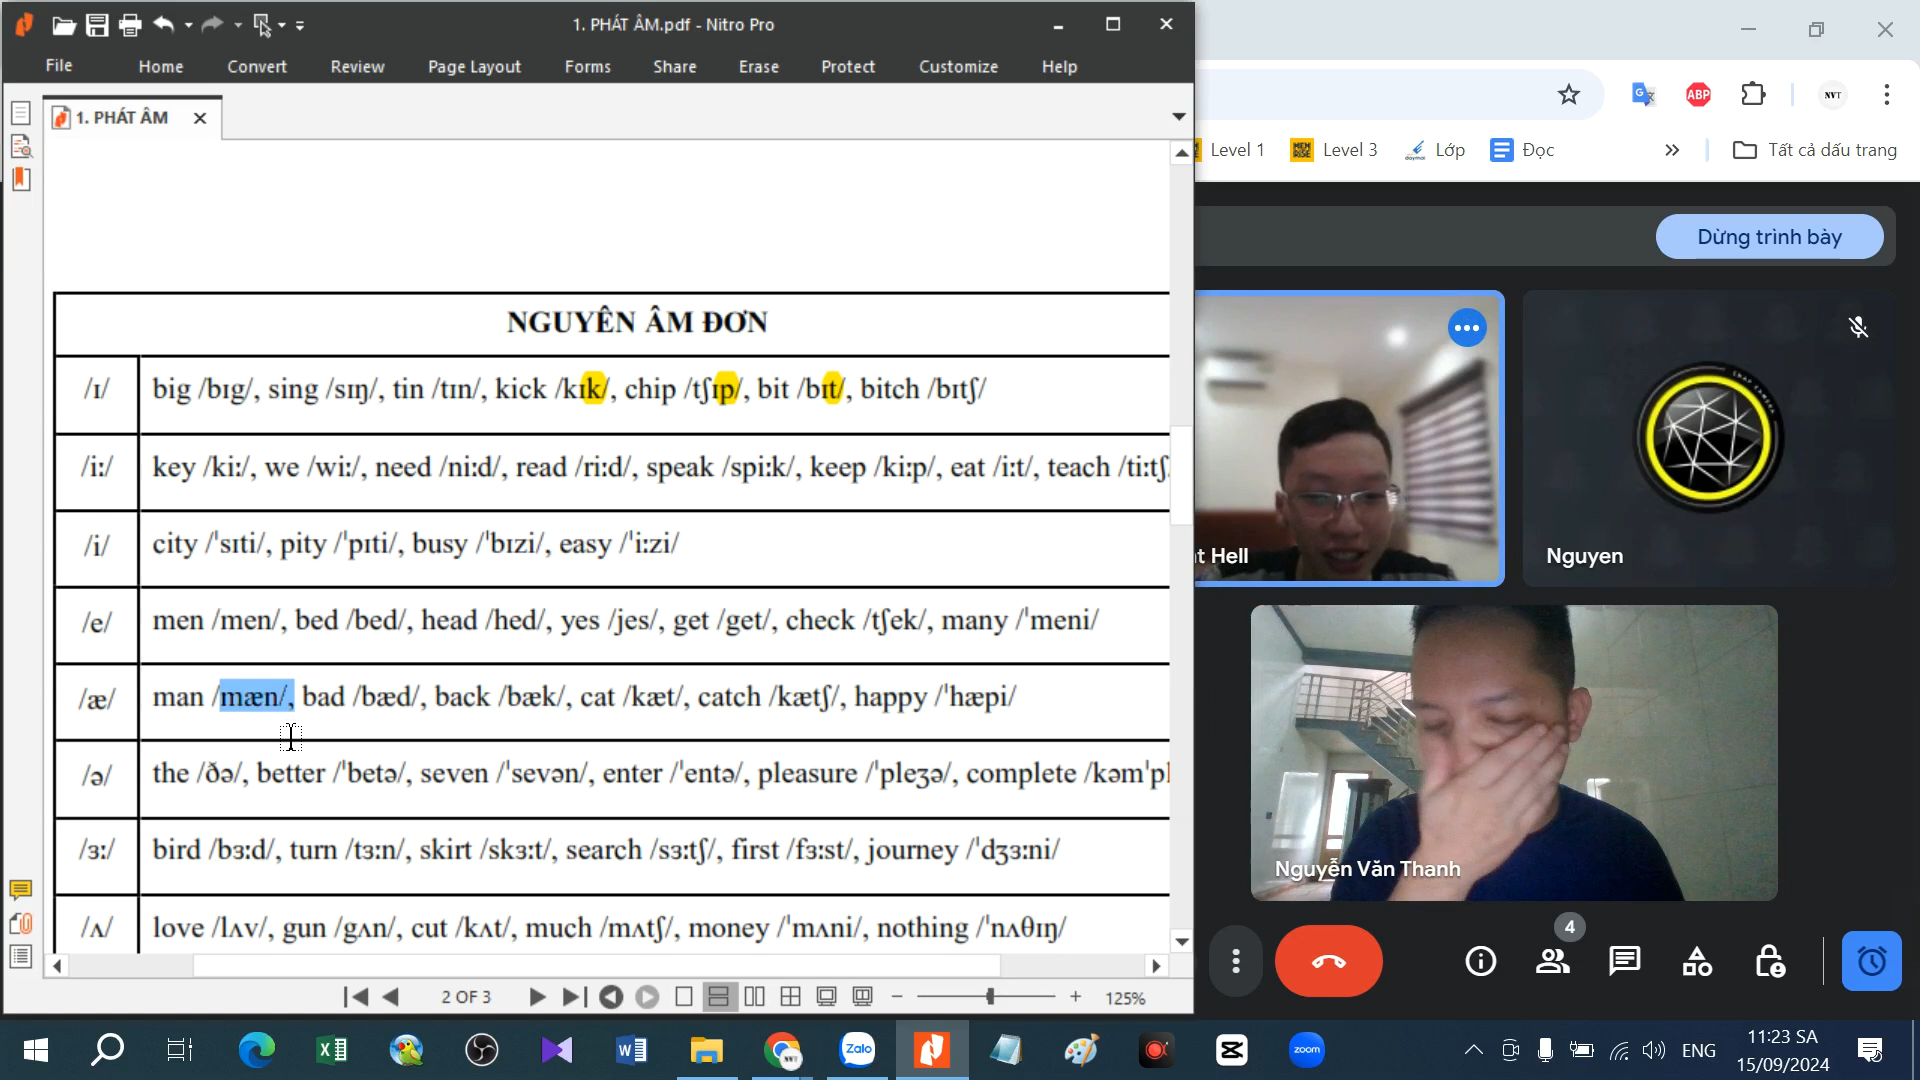 1. PHÁT ÂM.pdf - Nitro Pro
File Home Convert Review Page Layout Forms Share Erase Protect Customize Help
1. PHÁT ÂM
NGUYÊN ÂM ĐƠN
/ɪ/ big /bɪg/, sing /sɪŋ/, tin /tɪn/, kick /kɪk/, chip /tʃɪp/, bit /bɪt/, bitch /bɪtʃ/
/i:/ key /ki:/, we /wi:/, need /ni:d/, read /ri:d/, speak /spi:k/, keep /ki:p/, eat /i:t/, teach /ti:tʃ
/i/ city /ˈsɪti/, pity /ˈpɪti/, busy /ˈbɪzi/, easy /ˈi:zi/
/e/ men /men/, bed /bed/, head /hed/, yes /jes/, get /get/, check /tʃek/, many /ˈmeni/
/æ/ man /mæn/, bad /bæd/, back /bæk/, cat /kæt/, catch /kætʃ/, happy /ˈhæpi/
/ə/ the /ðə/, better /ˈbetə/, seven /ˈsevən/, enter /ˈentə/, pleasure /ˈpleʒə/, complete /kəmˈpl
/ɜ:/ bird /bɜ:d/, turn /tɜ:n/, skirt /skɜ:t/, search /sɜ:tʃ/, first /fɜ:st/, journey /ˈdʒɜ:ni/
/ʌ/ love /lʌv/, gun /gʌn/, cut /kʌt/, much /mʌtʃ/, money /ˈmʌni/, nothing /ˈnʌθɪŋ/
2 OF 3
125%
ABP
NVT
Level 1 Level 3 Lớp Đọc
» Tất cả dấu trang
Dừng trình bày
t Hell
Nguyen
Nguyễn Văn Thanh
4
Zalo
zoom
ENG
11:23 SA
15/09/2024